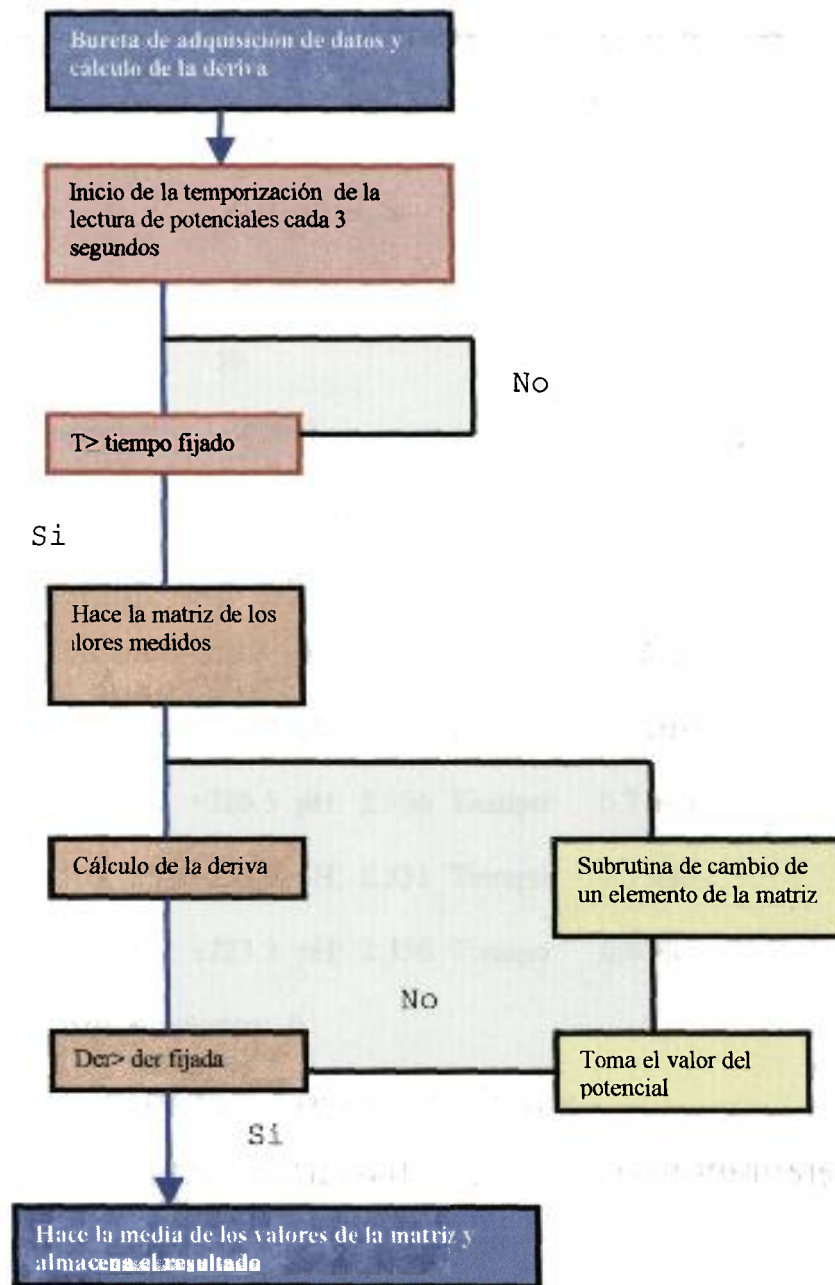 Bureta de adquisición de datos y
cálculo de la deriva
Inicio de la temporización de la
lectura de potenciales cada 3
segundos
No
T≥ tiempo fijado
Si
Hace la matriz de los
lores medidos
Cálculo de la deriva
Subrutina de cambio de
un elemento de la matriz
No
Der> der fijada
Toma el valor del
potencial
Si
Hace la media de los valores de la matriz y
almacena el resultado